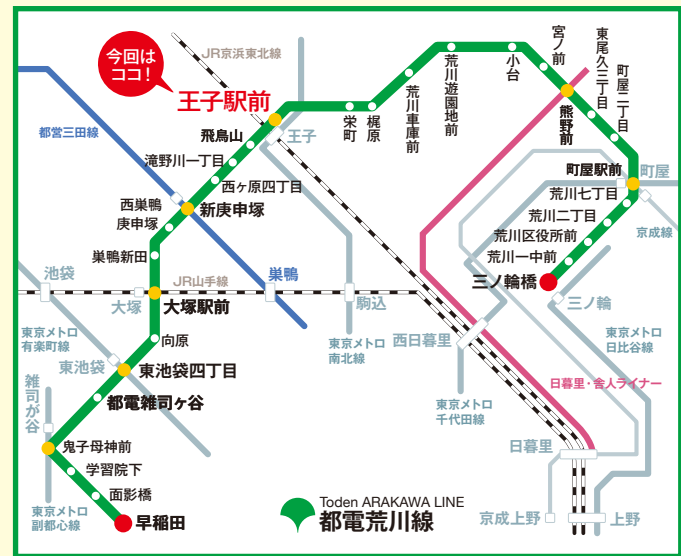 今回は
ココ！
王子駅前
JR京浜東北線
都営三田線
飛鳥山
王子
栄町
梶原
荒川車庫前
荒川遊園地前
小台
宮ノ前
熊野前
東尾久三丁目
町屋二丁目
町屋駅前
町屋
荒川七丁目
荒川二丁目
荒川区役所前
荒川一中前
三ノ輪橋
三ノ輪
京成線
滝野川一丁目
西ヶ原四丁目
西巣鴨
新庚申塚
庚申塚
巣鴨新田
池袋
JR山手線
巣鴨
大塚
大塚駅前
駒込
東京メトロ
有楽町線
東京メトロ
南北線
西日暮里
東京メトロ
日比谷線
向原
東池袋
東池袋四丁目
雑司が谷
都電雑司ヶ谷
東京メトロ
千代田線
日暮里・舎人ライナー
鬼子母神前
日暮里
学習院下
面影橋
東京メトロ
副都心線
早稲田
Toden ARAKAWA LINE
都電荒川線
京成上野
上野